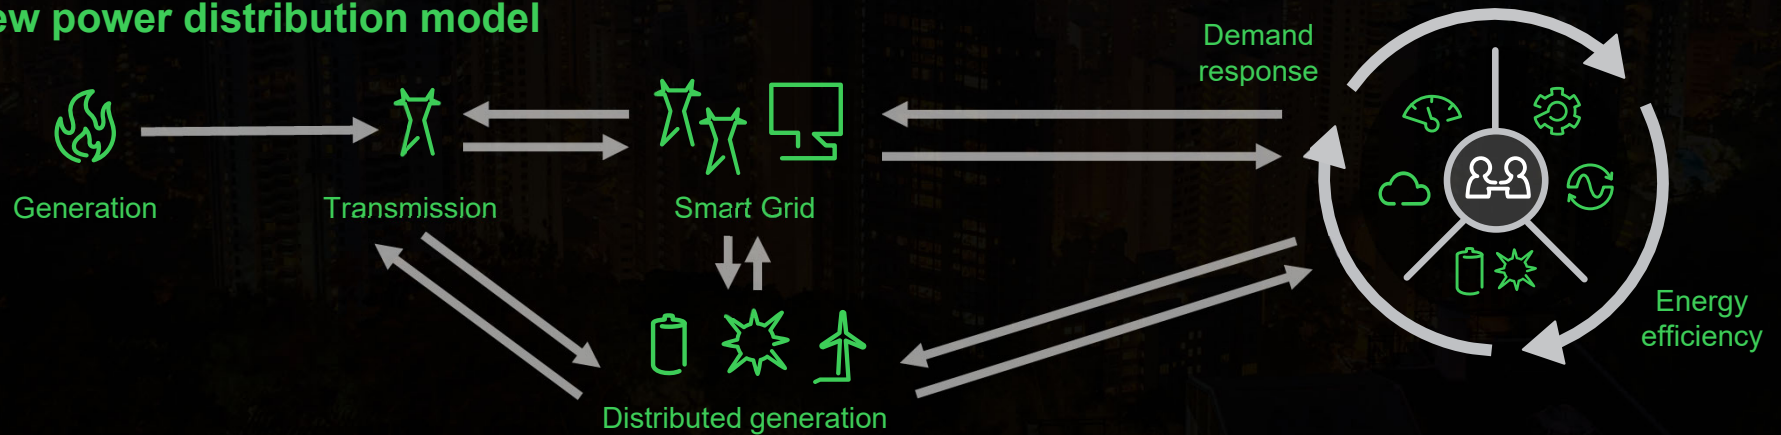 ew power distribution model
Demand
response
Generation
Transmission
Smart Grid
Energy
efficiency
Distributed generation